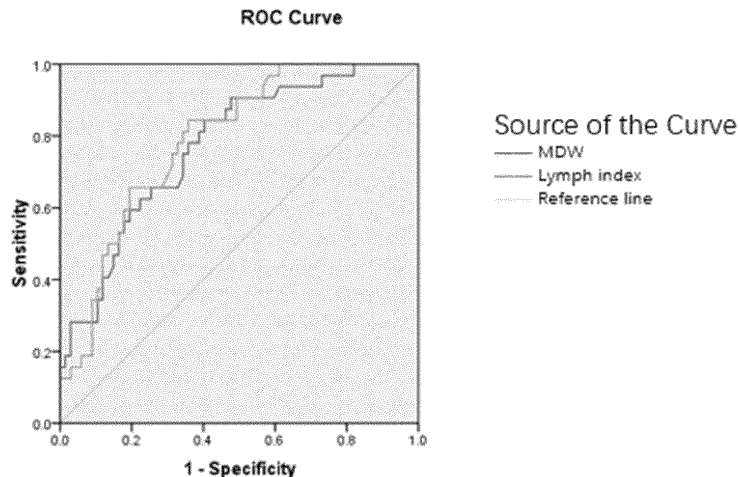 ROC Curve
1.0
0.8
0.6
0.4
0.2
0.0
Sensitivity
0.0 0.2 0.4 0.6 0.8 1.0
1 - Specificity
Source of the Curve
MDW
Lymph index
Reference line